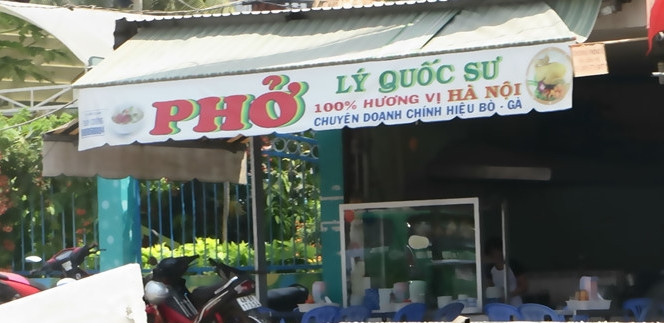 PHỞ
LÝ QUỐC SƯ
100% HƯƠNG VỊ HÀ NỘI
CHUYÊN DOANH CHÍNH HIỆU BÒ - GÀ